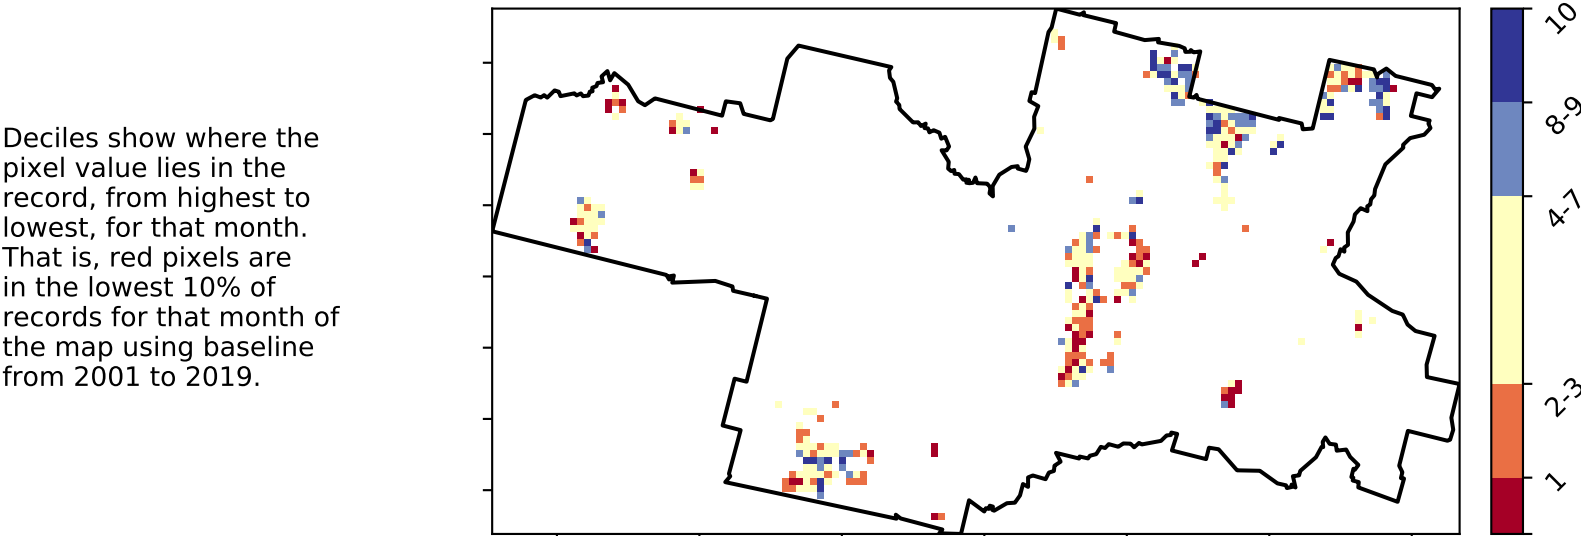 Deciles show where the
pixel value lies in the
record, from highest to
lowest, for that month.
That is, red pixels are
in the lowest 10% of
records for that month of
the map using baseline
from 2001 to 2019.
10
8-9
4-7
2-3
1